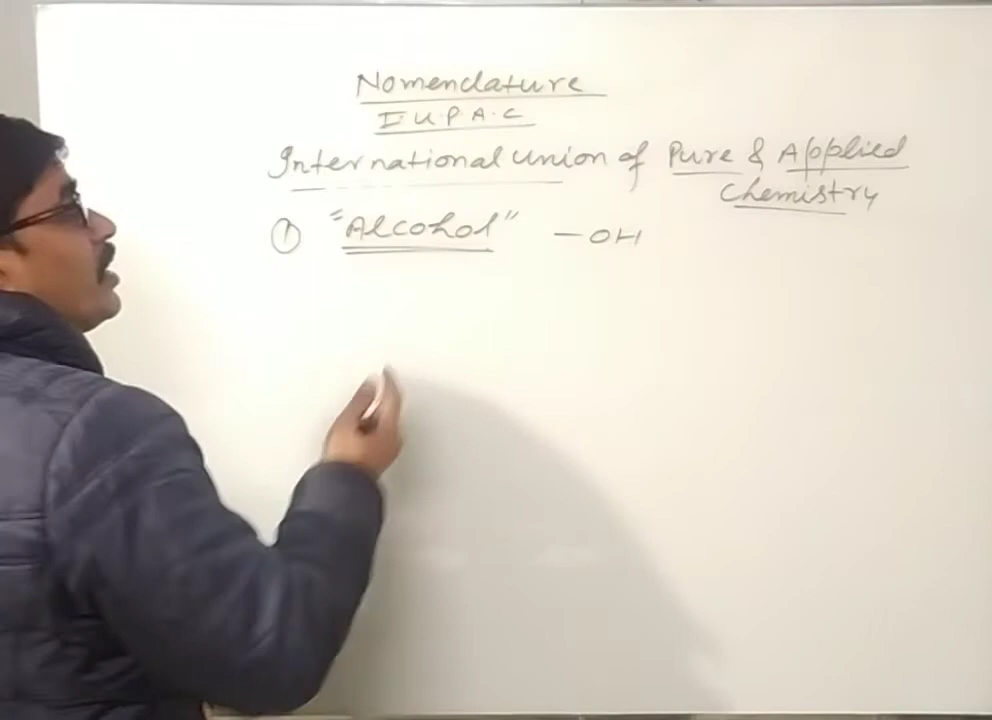 Nomenclature
I.U.P.A.C
International union of Pure & Applied
Chemistry
① "Alcohol" -OH